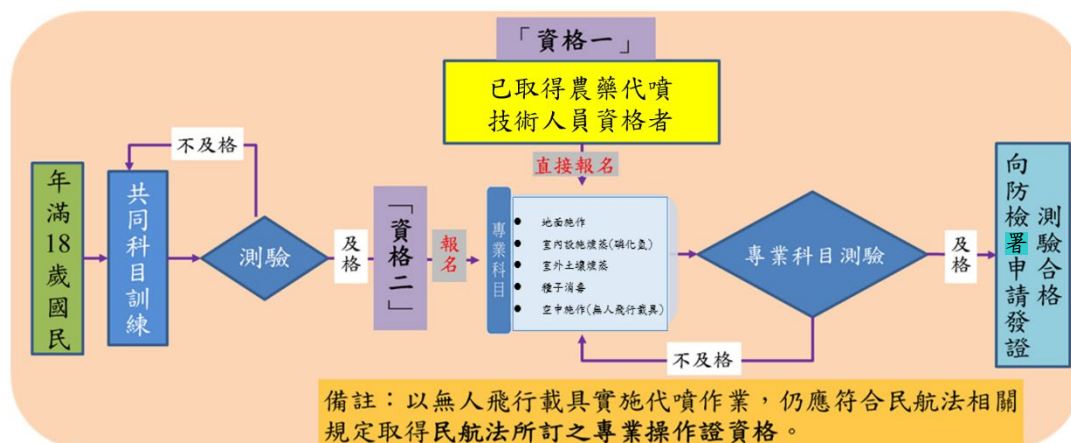 「資格一」
已取得農藥代噴
技術人員資格者
直接報名
年滿18歲國民
共同科目訓練
不及格
測驗
及格
「資格二」
報名
專業科目
● 地面施作
● 室內設施燻蒸(磷化氫)
● 室外土壤燻蒸
● 種子消毒
● 空中施作(無人飛行載具)
專業科目測驗
不及格
及格
測驗合格
向防檢署申請發證
備註：以無人飛行載具實施代噴作業，仍應符合民航法相關
規定取得民航法所訂之專業操作證資格。